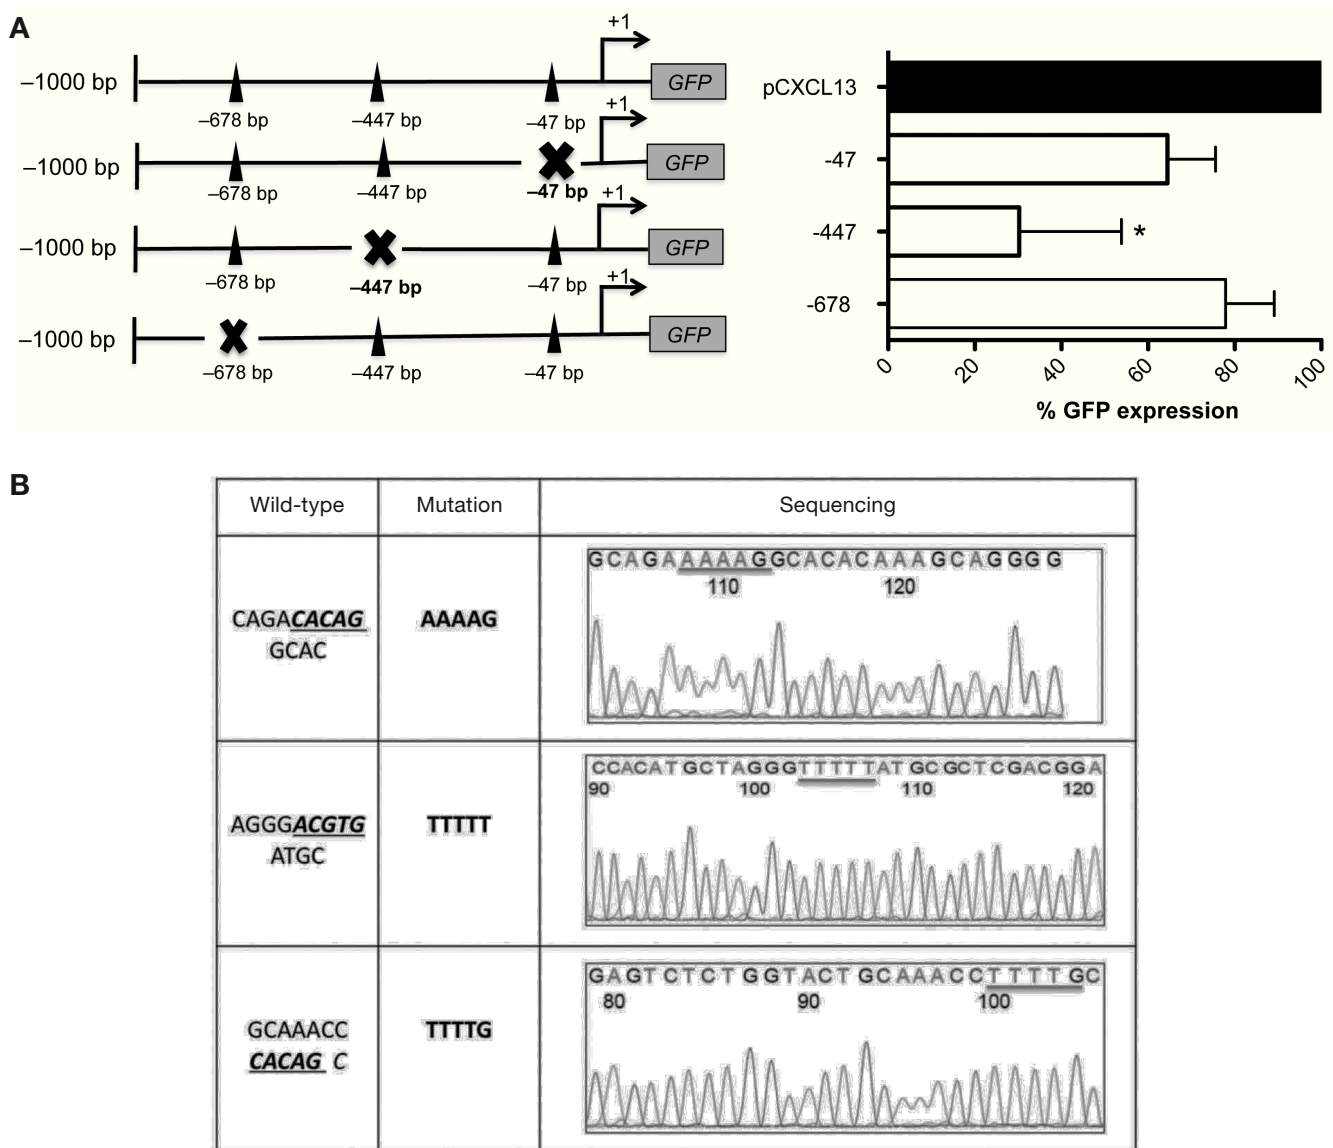 A
+1
–1000 bp
GFP
–678 bp
–447 bp
–47 bp
+1
–1000 bp
GFP
–678 bp
–447 bp
–47 bp
+1
–1000 bp
GFP
–678 bp
–447 bp
–47 bp
+1
–1000 bp
GFP
–678 bp
–447 bp
–47 bp
pCXCL13
-47
-447
*
-678
0 20 40 60 80 100
% GFP expression
B
Wild-type Mutation Sequencing
CAGACACAG
GCAC
AAAAG
GCAGAAAAAGGCACACAAAGCAGGGG
110 120
AGGGACGTG
ATGC
TTTTT
CCACATGCTAGGGTTTTTATGCGCTCGACGGA
90 100 110 120
GCAAACC
CACAG C
TTTTG
GAGTCTCTGGTACTGCAAACCTTTTGC
80 90 100